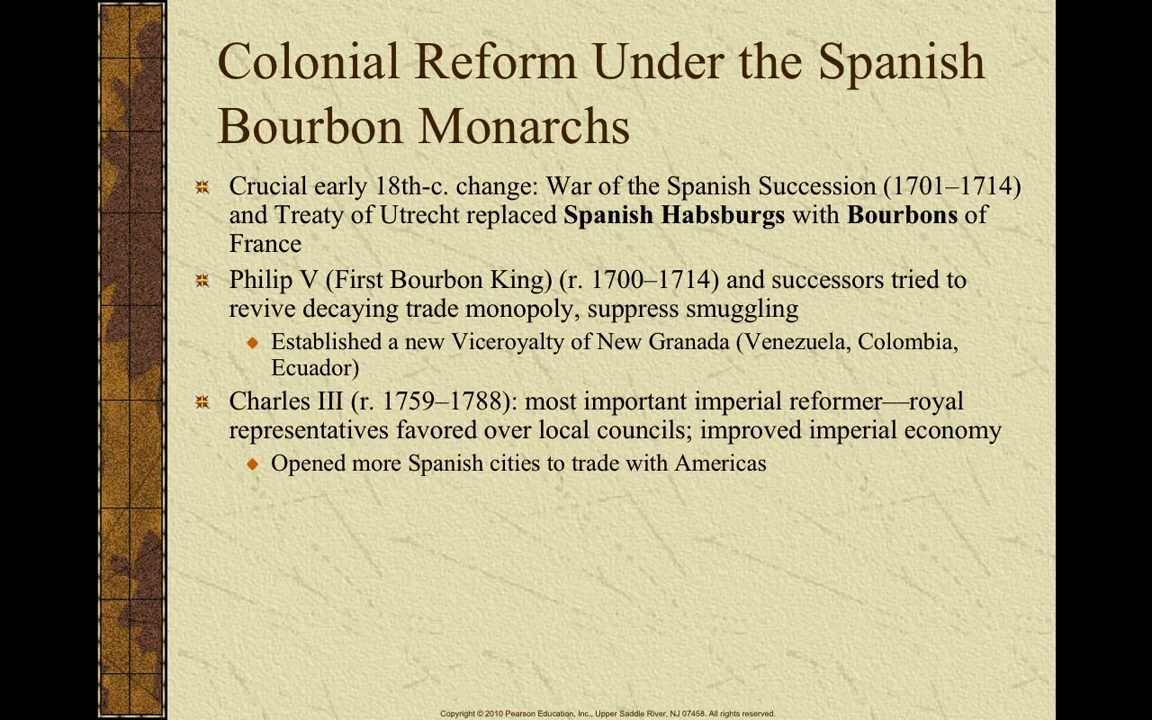 Colonial Reform Under the Spanish
Bourbon Monarchs
Crucial early 18th-c. change: War of the Spanish Succession (1701–1714)
and Treaty of Utrecht replaced Spanish Habsburgs with Bourbons of
France
Philip V (First Bourbon King) (r. 1700–1714) and successors tried to
revive decaying trade monopoly, suppress smuggling
Established a new Viceroyalty of New Granada (Venezuela, Colombia,
Ecuador)
Charles III (r. 1759–1788): most important imperial reformer—royal
representatives favored over local councils; improved imperial economy
Opened more Spanish cities to trade with Americas
Copyright © 2010 Pearson Education, Inc., Upper Saddle River, NJ 07458. All rights reserved.